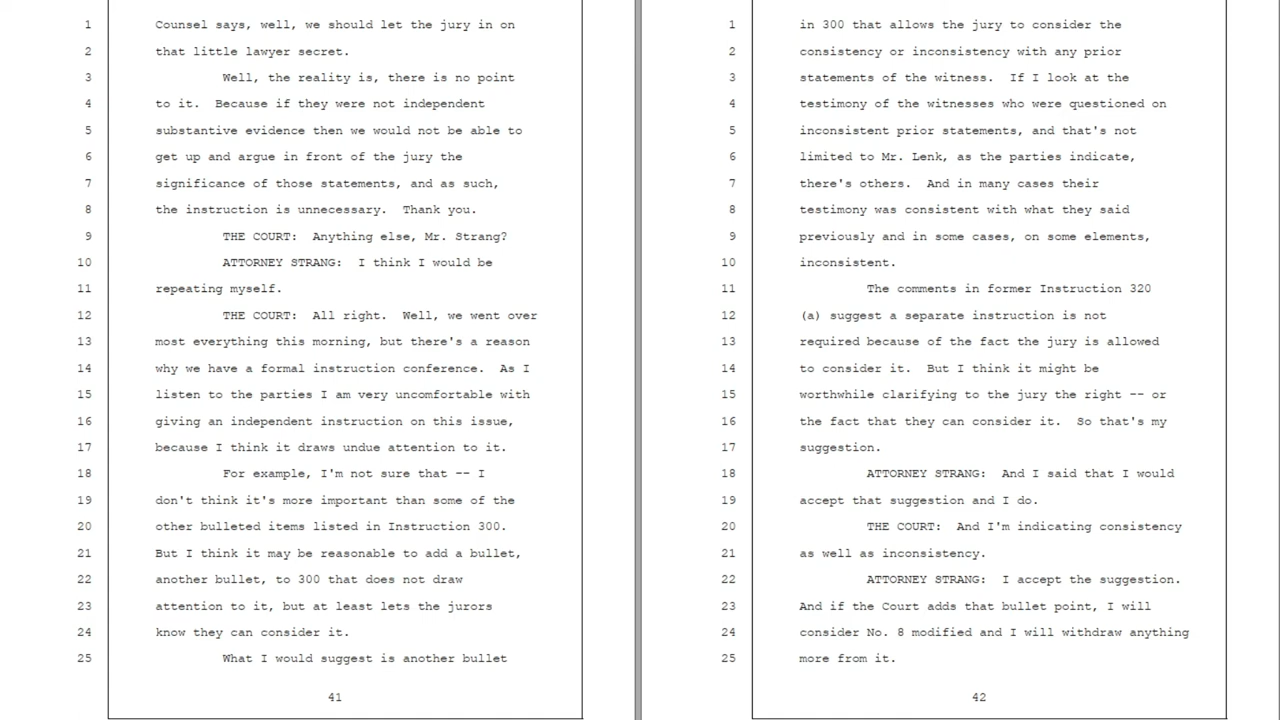 1 Counsel says, well, we should let the jury in on
2 that little lawyer secret.
3 Well, the reality is, there is no point
4 to it. Because if they were not independent
5 substantive evidence then we would not be able to
6 get up and argue in front of the jury the
7 significance of those statements, and as such,
8 the instruction is unnecessary. Thank you.
9 THE COURT: Anything else, Mr. Strang?
10 ATTORNEY STRANG: I think I would be
11 repeating myself.
12 THE COURT: All right. Well, we went over
13 most everything this morning, but there's a reason
14 why we have a formal instruction conference. As I
15 listen to the parties I am very uncomfortable with
16 giving an independent instruction on this issue,
17 because I think it draws undue attention to it.
18 For example, I'm not sure that -- I
19 don't think it's more important than some of the
20 other bulleted items listed in Instruction 300.
21 But I think it may be reasonable to add a bullet,
22 another bullet, to 300 that does not draw
23 attention to it, but at least lets the jurors
24 know they can consider it.
25 What I would suggest is another bullet
41
1 in 300 that allows the jury to consider the
2 consistency or inconsistency with any prior
3 statements of the witness. If I look at the
4 testimony of the witnesses who were questioned on
5 inconsistent prior statements, and that's not
6 limited to Mr. Lenk, as the parties indicate,
7 there's others. And in many cases their
8 testimony was consistent with what they said
9 previously and in some cases, on some elements,
10 inconsistent.
11 The comments in former Instruction 320
12 (a) suggest a separate instruction is not
13 required because of the fact the jury is allowed
14 to consider it. But I think it might be
15 worthwhile clarifying to the jury the right -- or
16 the fact that they can consider it. So that's my
17 suggestion.
18 ATTORNEY STRANG: And I said that I would
19 accept that suggestion and I do.
20 THE COURT: And I'm indicating consistency
21 as well as inconsistency.
22 ATTORNEY STRANG: I accept the suggestion.
23 And if the Court adds that bullet point, I will
24 consider No. 8 modified and I will withdraw anything
25 more from it.
42